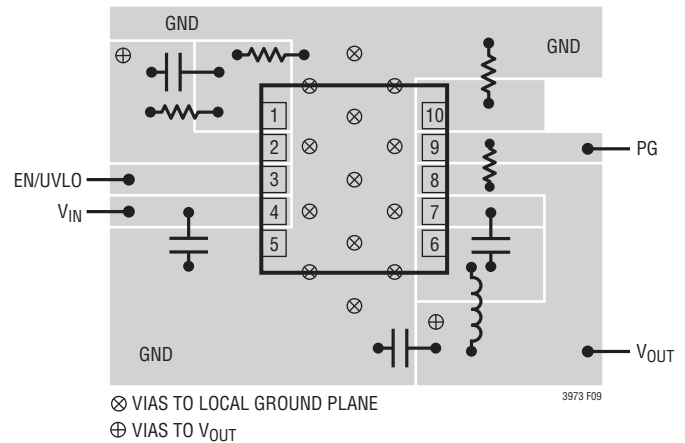 GND
GND
1
10
2
9
PG
EN/UVLO
3
8
VIN
4
7
5
6
GND
VOUT
3973 F09
⊗ VIAS TO LOCAL GROUND PLANE
⊕ VIAS TO VOUT